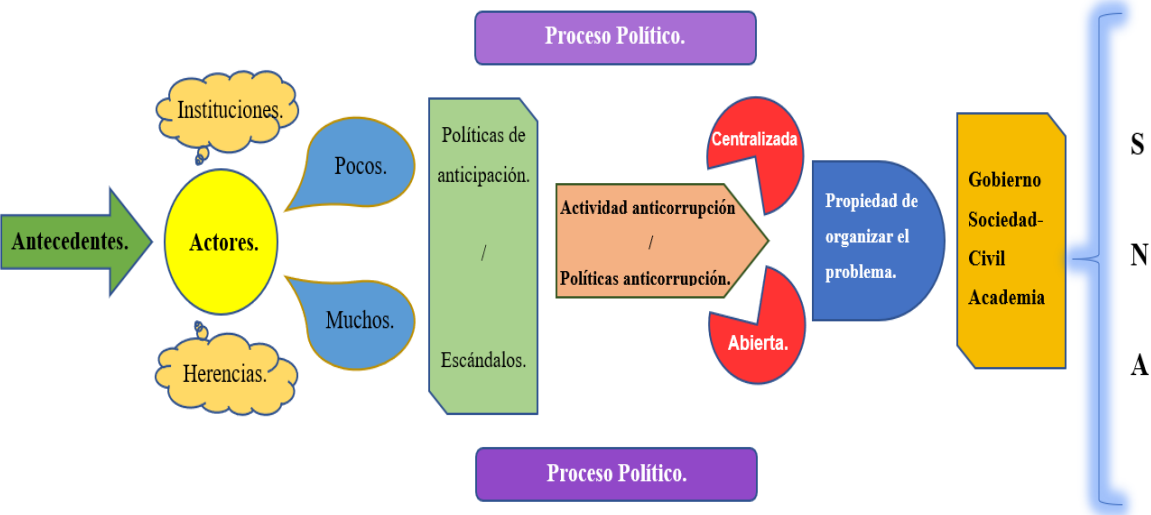 Proceso Político.
Antecedentes.
Instituciones.
Actores.
Herencias.
Pocos.
Muchos.
Políticas de
anticipación.
/
Escándalos.
Actividad anticorrupción
/
Políticas anticorrupción.
Centralizada
Abierta.
Propiedad de
organizar el
problema.
Gobierno
Sociedad-
Civil
Academia
S
N
A
Proceso Político.